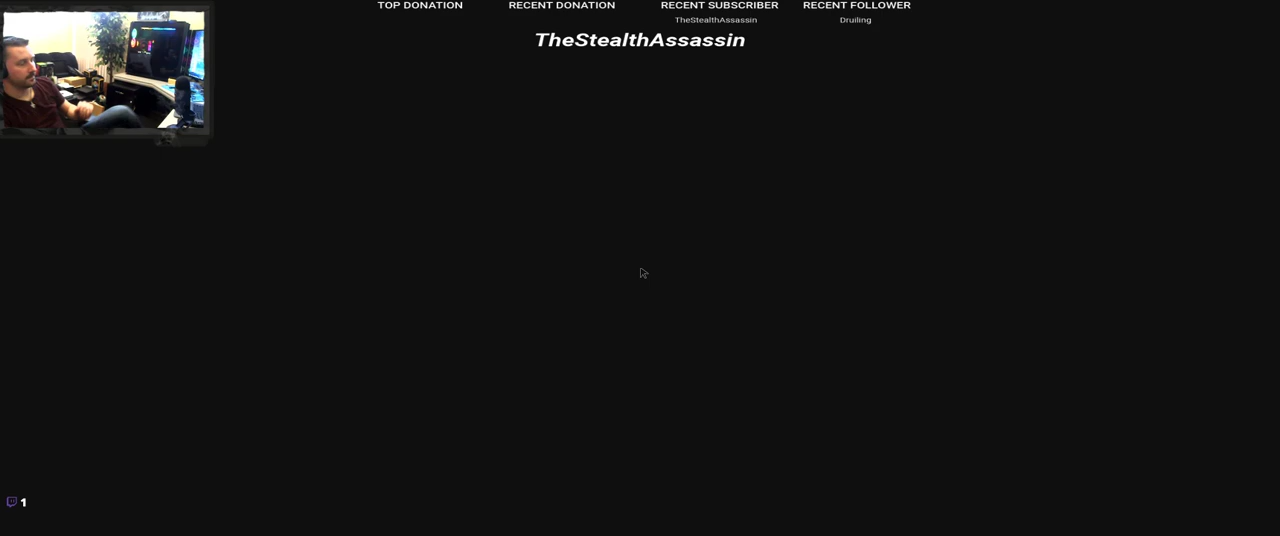 TOP DONATION RECENT DONATION RECENT SUBSCRIBER RECENT FOLLOWER
TheStealthAssassin Druiling
TheStealthAssassin
1